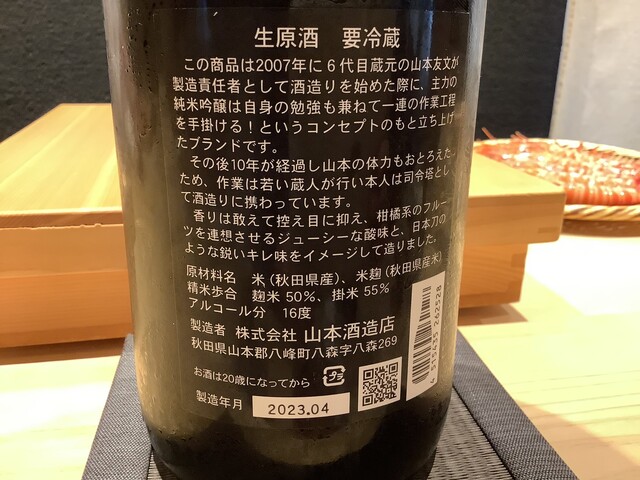 生原酒 要冷蔵
この商品は2007年に6代目蔵元の山本友文が
製造責任者として酒造りを始めた際に、主力の
純米吟醸は自身の勉強も兼ねて一連の作業工程
を手掛ける！というコンセプトのもと立ち上げ
たブランドです。
その後10年が経過し山本の体力もおとろえた
ため、作業は若い蔵人が行い本人は司令塔とし
て酒造りに携わっています。
香りは敢えて控え目に抑え、柑橘系のフルー
ツを連想させるジューシーな酸味と、日本刀の
ような鋭いキレ味をイメージして造りました。
原材料名 米（秋田県産）、米麹（秋田県産米）
精米歩合 麹米 50%、掛米 55%
アルコール分 16度
製造者 株式会社 山本酒造店
秋田県山本郡八峰町八森字八森269
お酒は20歳になってから
製造年月 2023.04
4 535435 262528